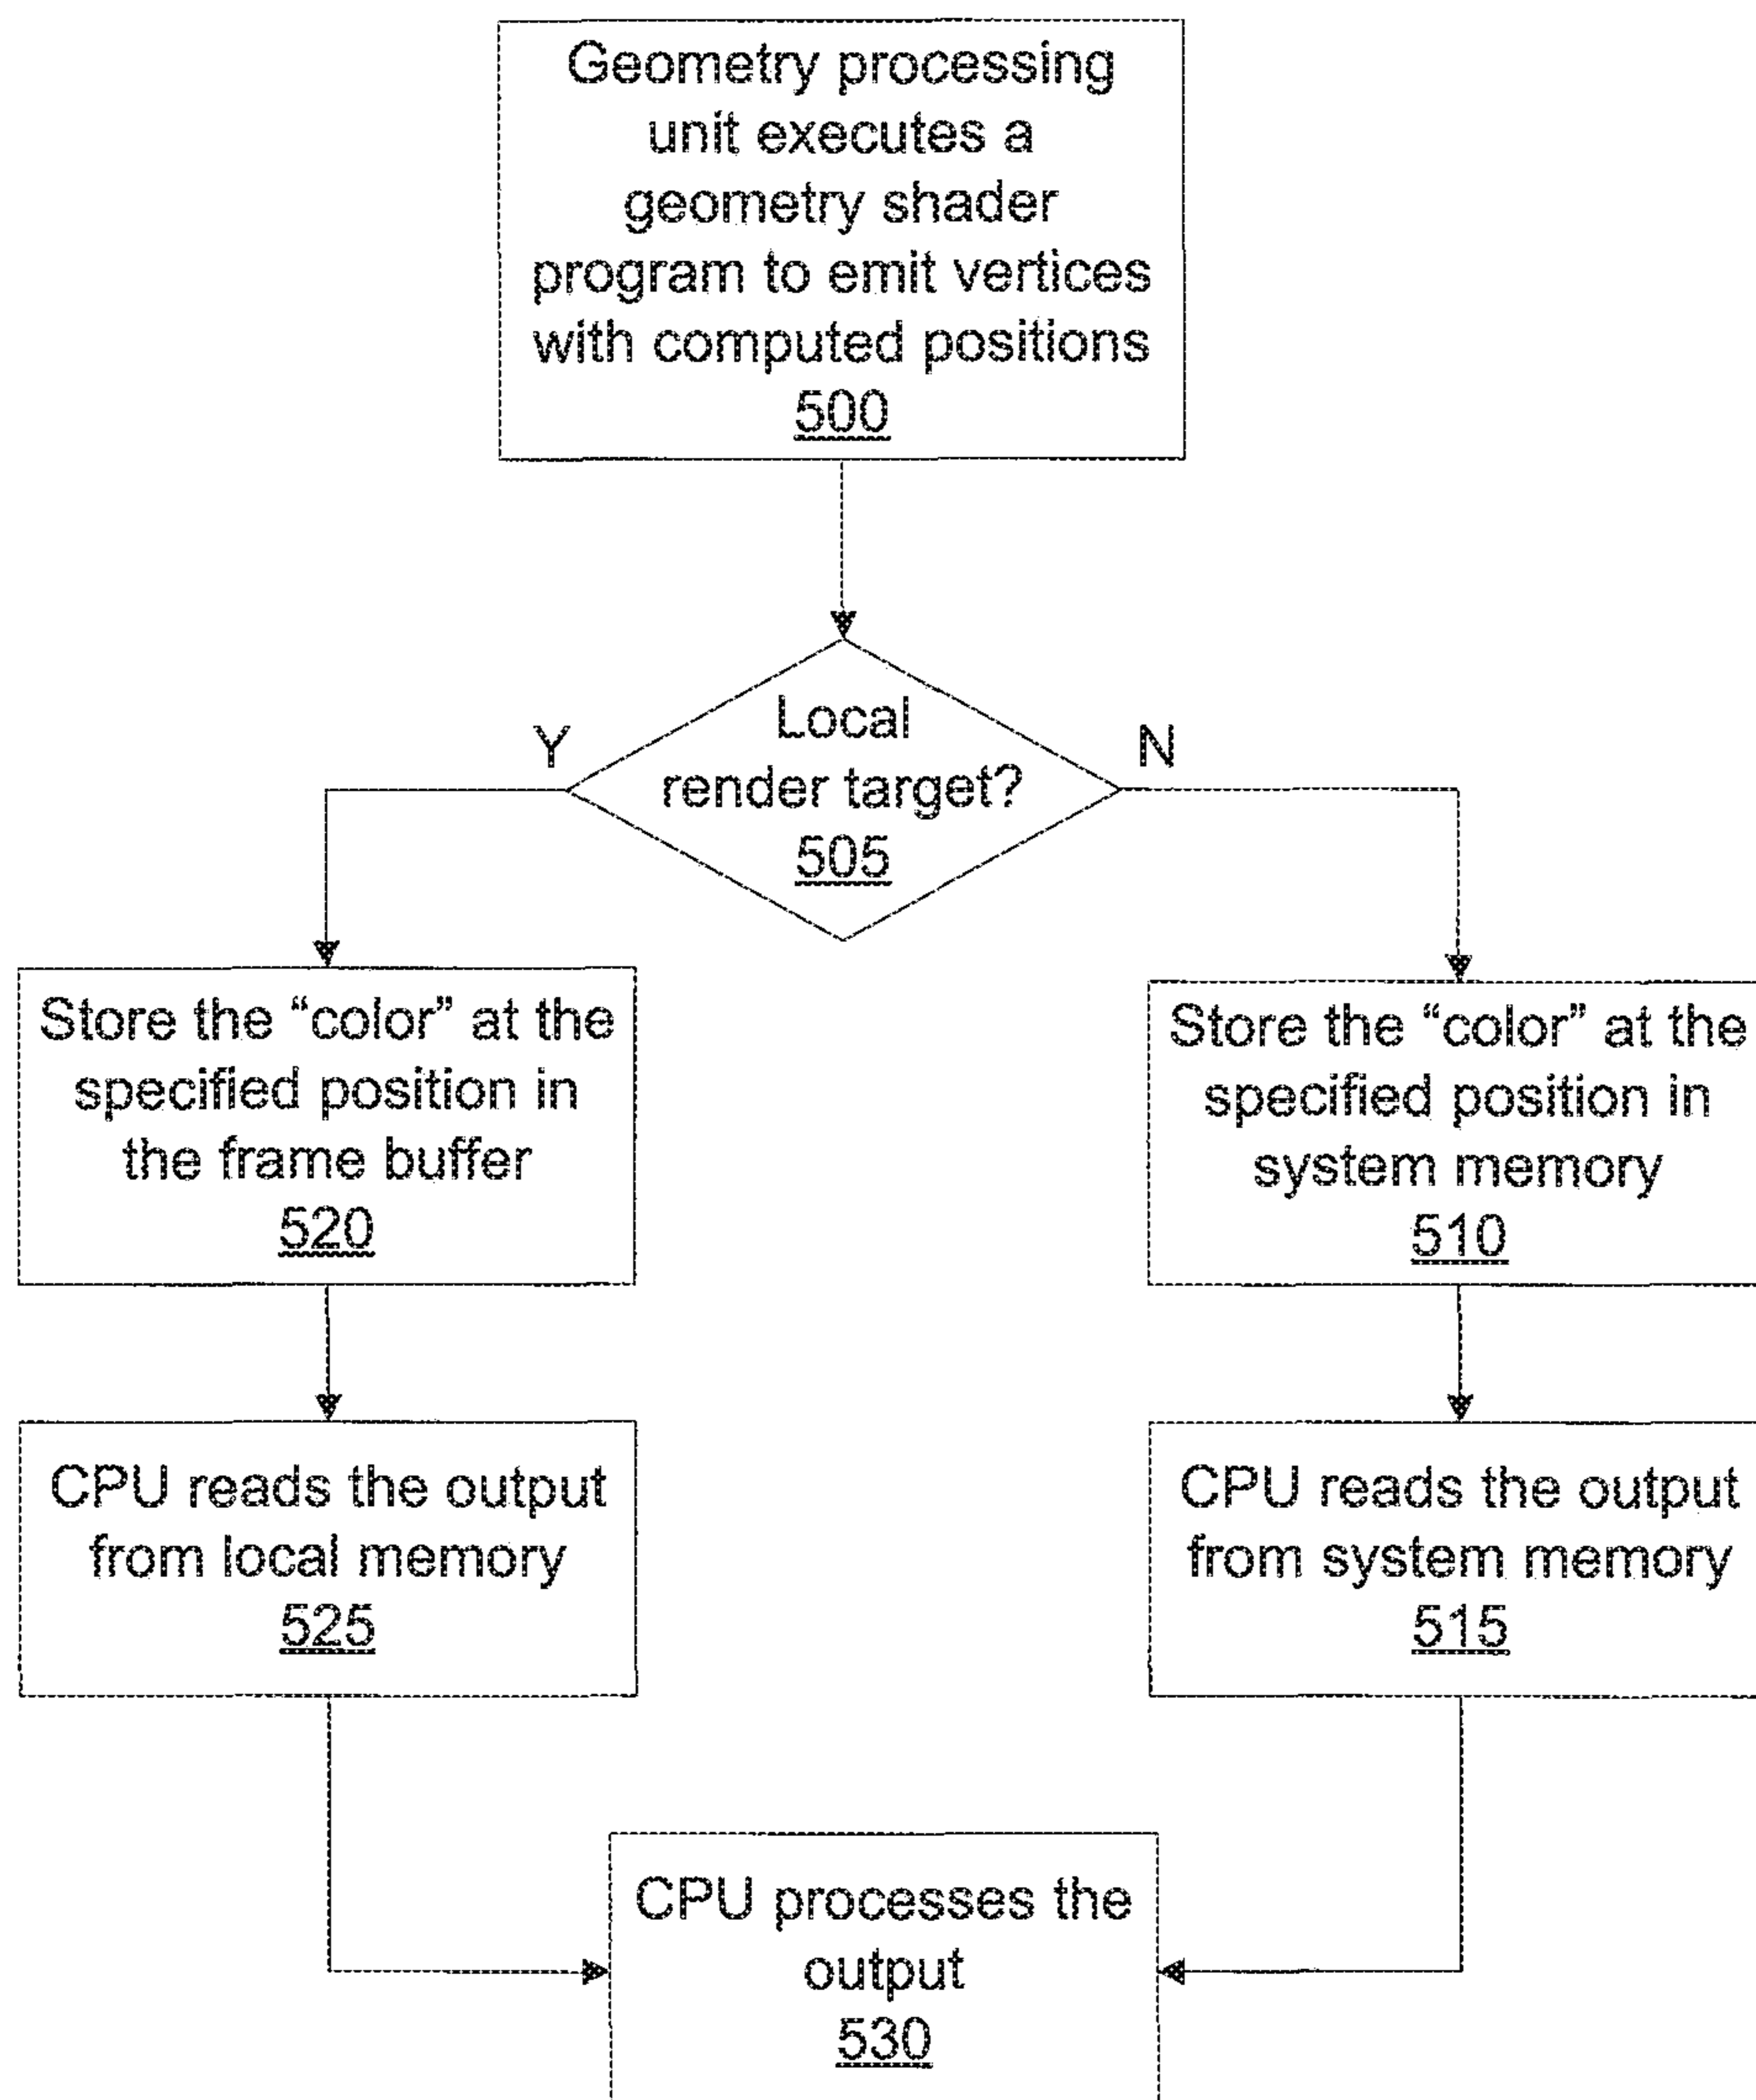 Geometry processing
unit executes a
geometry shader
program to emit vertices
with computed positions
500
Local
render target?
505
Y
N
Store the “color” at the
specified position in
the frame buffer
520
Store the “color” at the
specified position in
system memory
510
CPU reads the output
from local memory
525
CPU reads the output
from system memory
515
CPU processes the
output
530